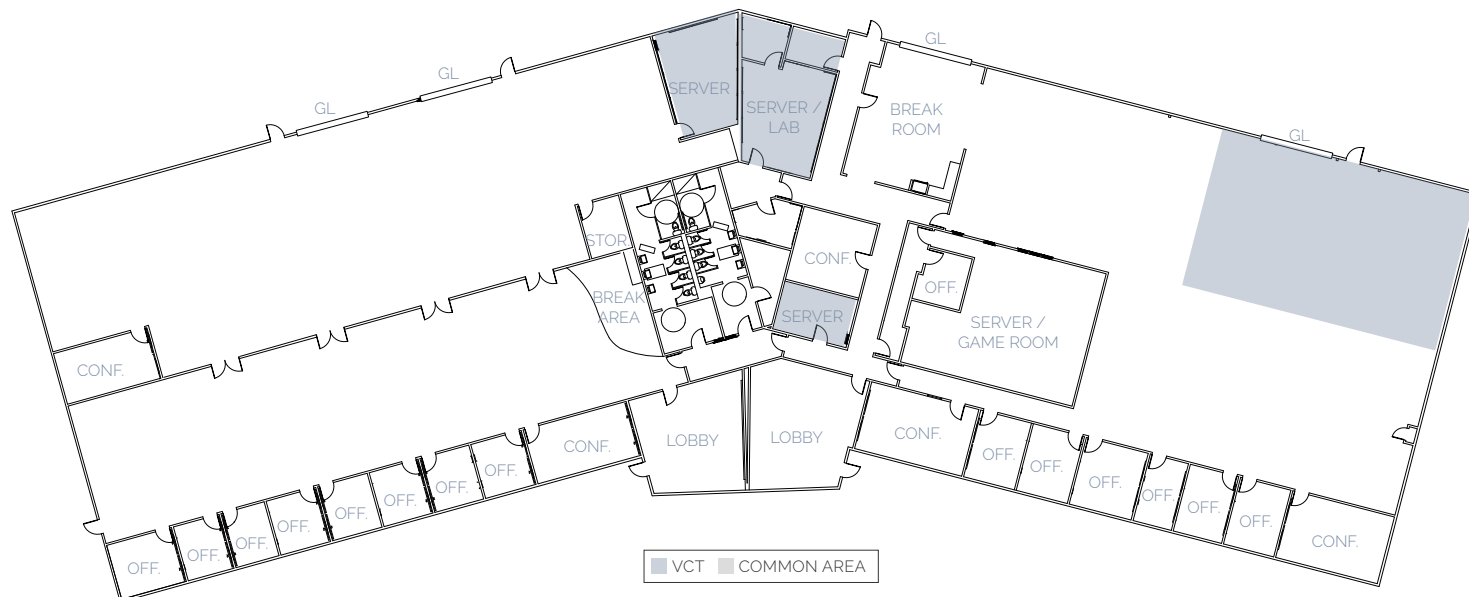 GL
GL
GL
SERVER
SERVER /
LAB
BREAK
ROOM
GL
STOR.
CONF.
BREAK
AREA
OFF.
SERVER
SERVER /
GAME ROOM
CONF.
LOBBY
LOBBY
CONF.
CONF.
OFF.
OFF.
OFF.
OFF.
OFF.
OFF.
OFF.
OFF.
OFF.
OFF.
OFF.
OFF.
OFF.
OFF.
CONF.
VCT
COMMON AREA